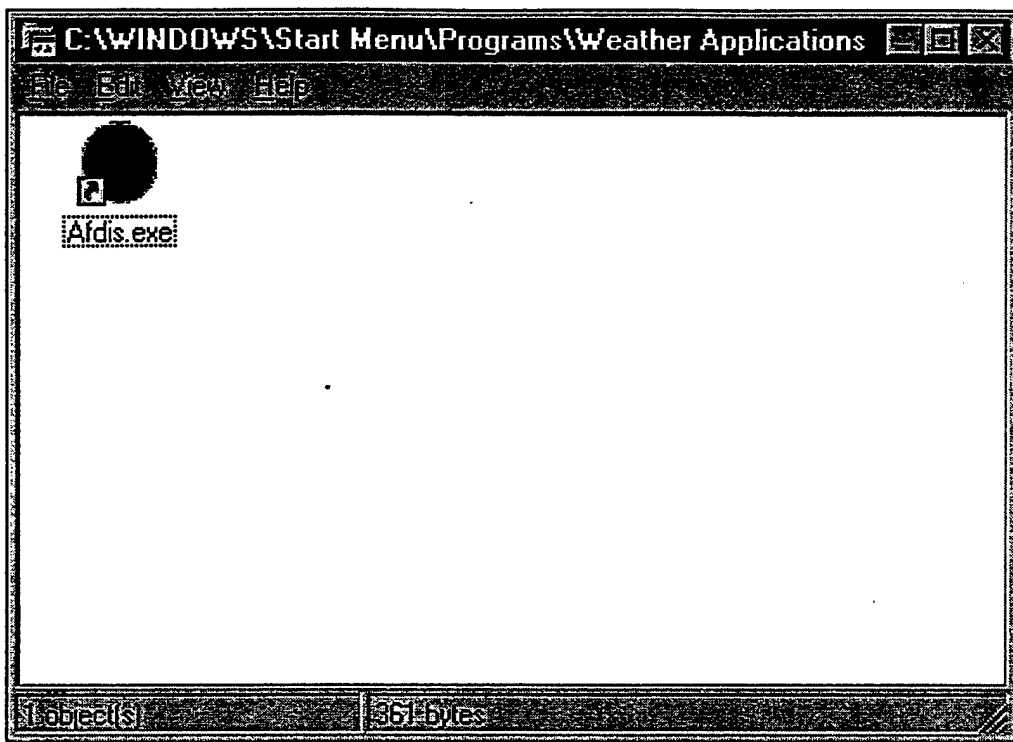 C:\WINDOWS\Start Menu\Programs\Weather Applications
File Edit View Help
Afdis.exe
1 object(s) 361 bytes